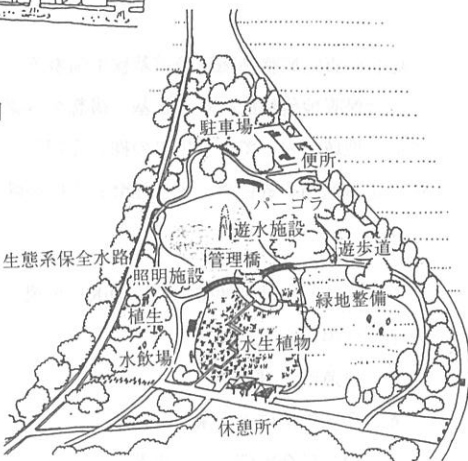 駐車場
便所
パーゴラ
遊水施設
遊歩道
生態系保全水路
管理橋
照明施設
緑地整備
植生
水生植物
水飲場
休憩所